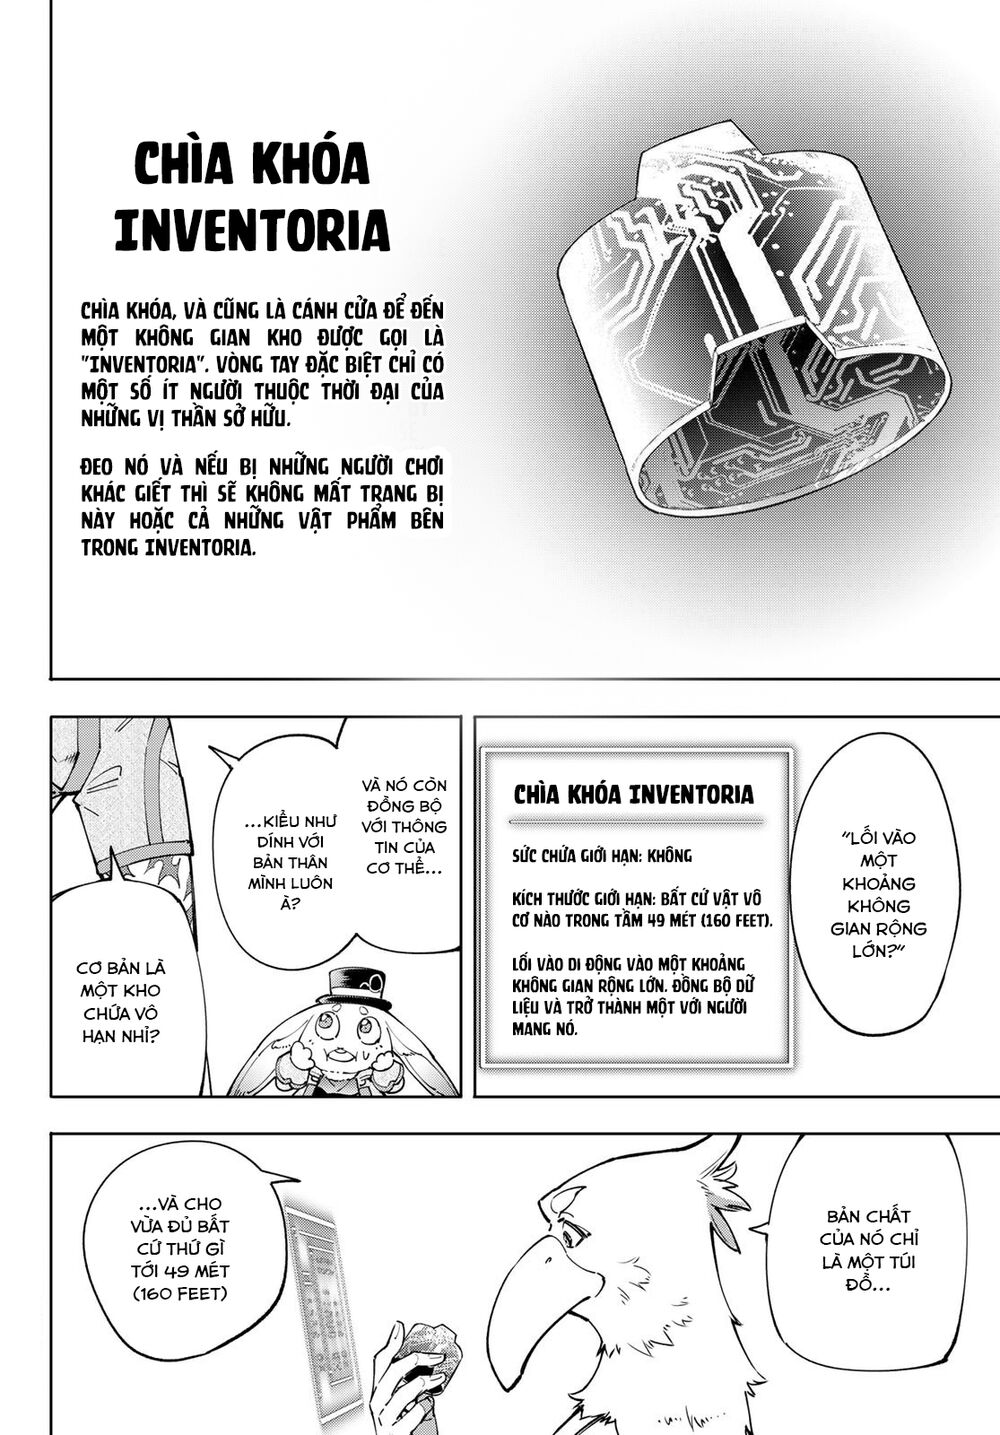 CHÌA KHÓA
INVENTORIA
CHÌA KHÓA, VÀ CŨNG LÀ CÁNH CỬA ĐỂ ĐẾN
MỘT KHÔNG GIAN KHO ĐƯỢC GỌI LÀ
"INVENTORIA". VÒNG TAY ĐẶC BIỆT CHỈ CÓ
MỘT SỐ ÍT NGƯỜI THUỘC THỜI ĐẠI CỦA
NHỮNG VỊ THẦN SỞ HỮU.
ĐEO NÓ VÀ NẾU BỊ NHỮNG NGƯỜI CHƠI
KHÁC GIẾT THÌ SẼ KHÔNG MẤT TRANG BỊ
NÀY HOẶC CẢ NHỮNG VẬT PHẨM BÊN
TRONG INVENTORIA.
"LỐI VÀO
MỘT
KHOẢNG
KHÔNG
GIAN RỘNG
LỚN?"
CHÌA KHÓA INVENTORIA
SỨC CHỨA GIỚI HẠN: KHÔNG
KÍCH THƯỚC GIỚI HẠN: BẤT CỨ VẬT VÔ
CƠ NÀO TRONG TẦM 49 MÉT (160 FEET).
LỐI VÀO DI ĐỘNG VÀO MỘT KHOẢNG
KHÔNG GIAN RỘNG LỚN. ĐỒNG BỘ DỮ
LIỆU VÀ TRỞ THÀNH MỘT VỚI NGƯỜI
MANG NÓ.
VÀ NÓ CÒN
ĐỒNG BỘ
VỚI THÔNG
TIN CỦA
CƠ THỂ...
...KIỂU NHƯ
DÍNH VỚI
BẢN THÂN
MÌNH LUÔN
À?
CƠ BẢN LÀ
MỘT KHO
CHỨA VÔ
HẠN NHỈ?
BẢN CHẤT
CỦA NÓ CHỈ
LÀ MỘT TÚI
ĐỒ...
...VÀ CHO
VỪA ĐỦ BẤT
CỨ THỨ GÌ
TỚI 49 MÉT
(160 FEET)